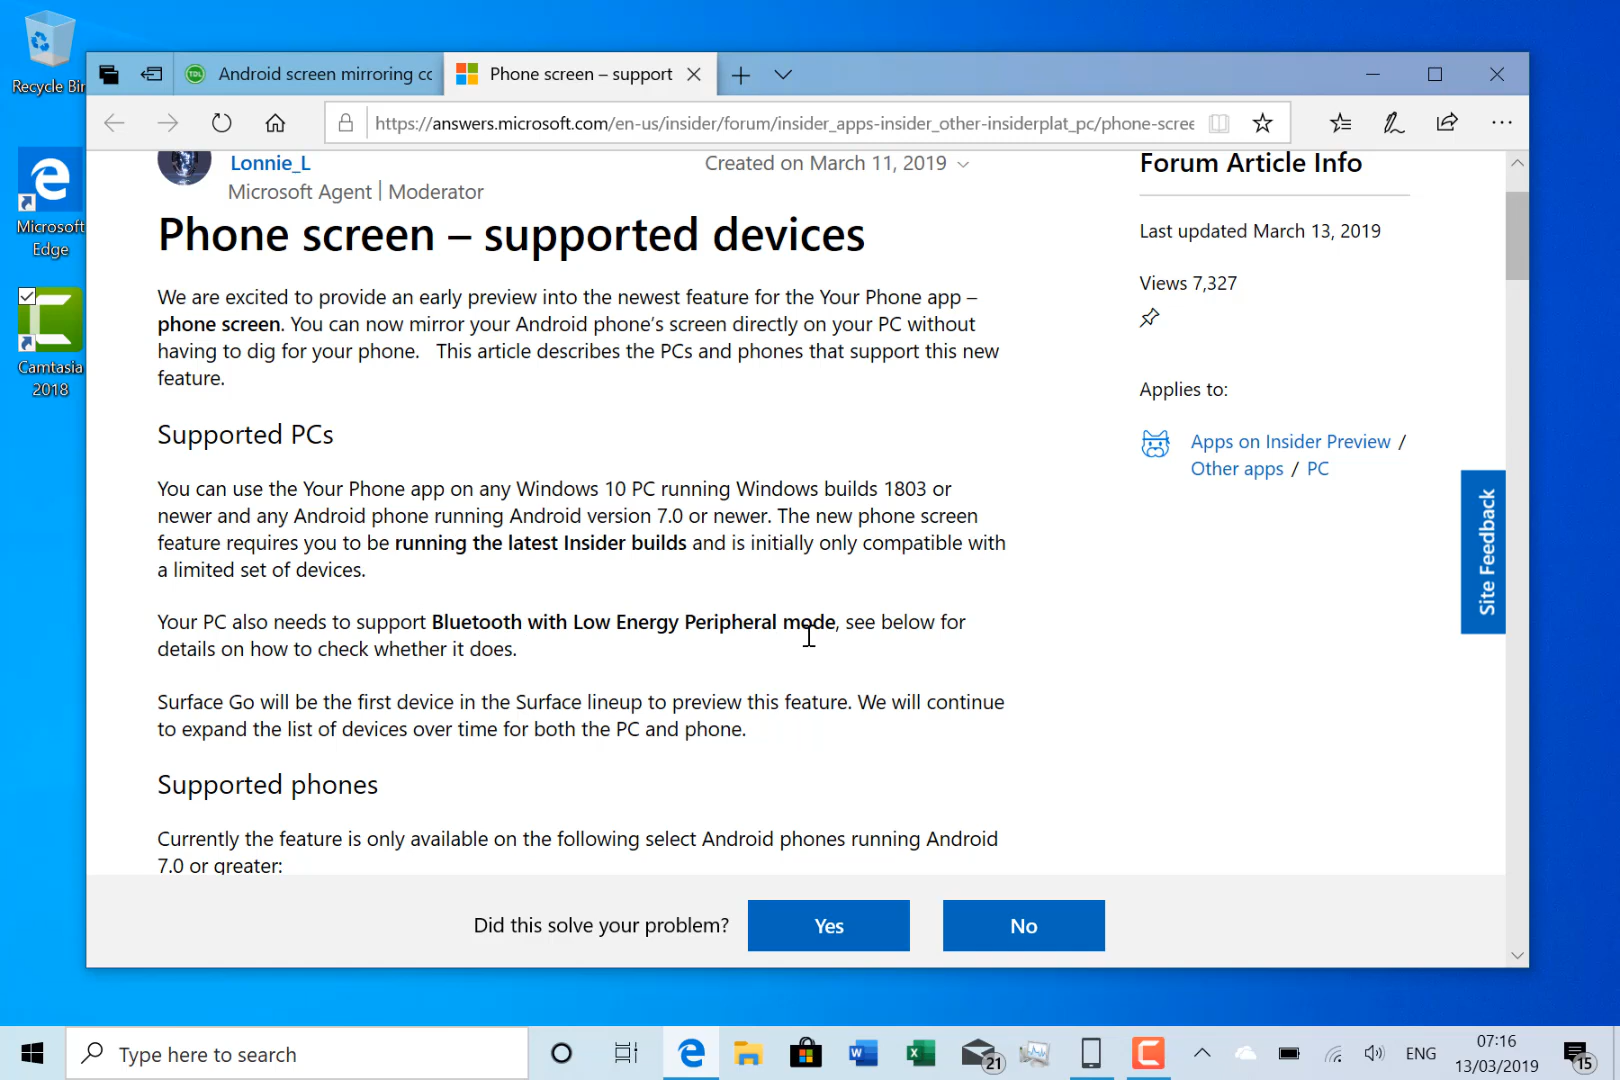 Recycle Bin
Android screen mirroring cc
Phone screen – support
https://answers.microsoft.com/en-us/insider/forum/insider_apps-insider_other-insiderplat_pc/phone-scree
Microsoft
Edge
Camtasia
2018
Lonnie_L
Microsoft Agent | Moderator
Created on March 11, 2019
Phone screen – supported devices
We are excited to provide an early preview into the newest feature for the Your Phone app –
phone screen. You can now mirror your Android phone's screen directly on your PC without
having to dig for your phone. This article describes the PCs and phones that support this new
feature.
Supported PCs
You can use the Your Phone app on any Windows 10 PC running Windows builds 1803 or
newer and any Android phone running Android version 7.0 or newer. The new phone screen
feature requires you to be running the latest Insider builds and is initially only compatible with
a limited set of devices.
Your PC also needs to support Bluetooth with Low Energy Peripheral mode, see below for
details on how to check whether it does.
Surface Go will be the first device in the Surface lineup to preview this feature. We will continue
to expand the list of devices over time for both the PC and phone.
Supported phones
Currently the feature is only available on the following select Android phones running Android
7.0 or greater:
Forum Article Info
Last updated March 13, 2019
Views 7,327
Applies to:
Apps on Insider Preview /
Other apps / PC
Site Feedback
Did this solve your problem?
Yes
No
Type here to search
21
ENG
07:16
13/03/2019
15